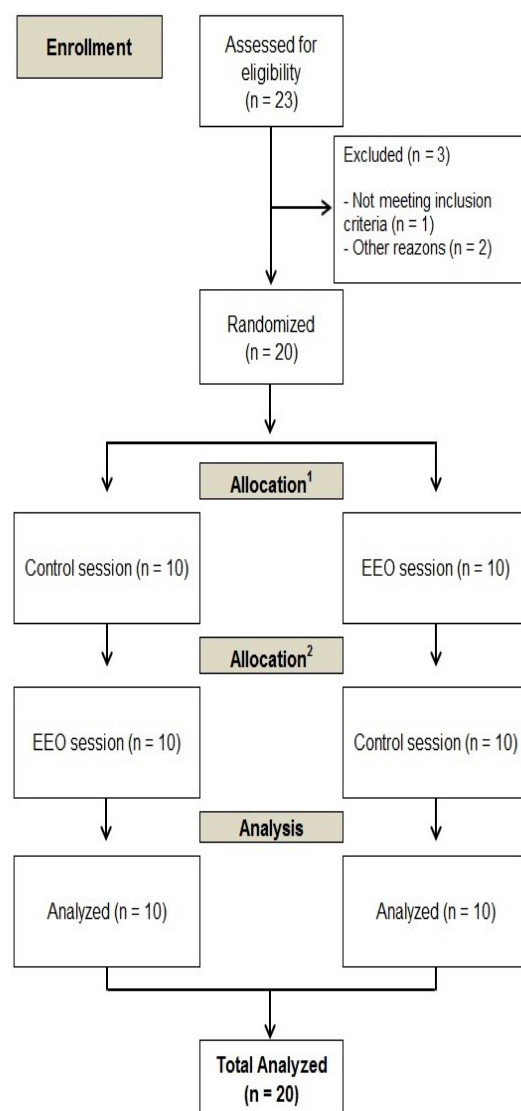 Enrollment
Assessed for
eligibility
(n = 23)
Excluded (n = 3)
- Not meeting inclusion
criteria (n = 1)
- Other reazons (n = 2)
Randomized
(n = 20)
Allocation¹
Control session (n = 10)
EEO session (n = 10)
Allocation²
EEO session (n = 10)
Control session (n = 10)
Analysis
Analyzed (n = 10)
Analyzed (n = 10)
Total Analyzed
(n = 20)